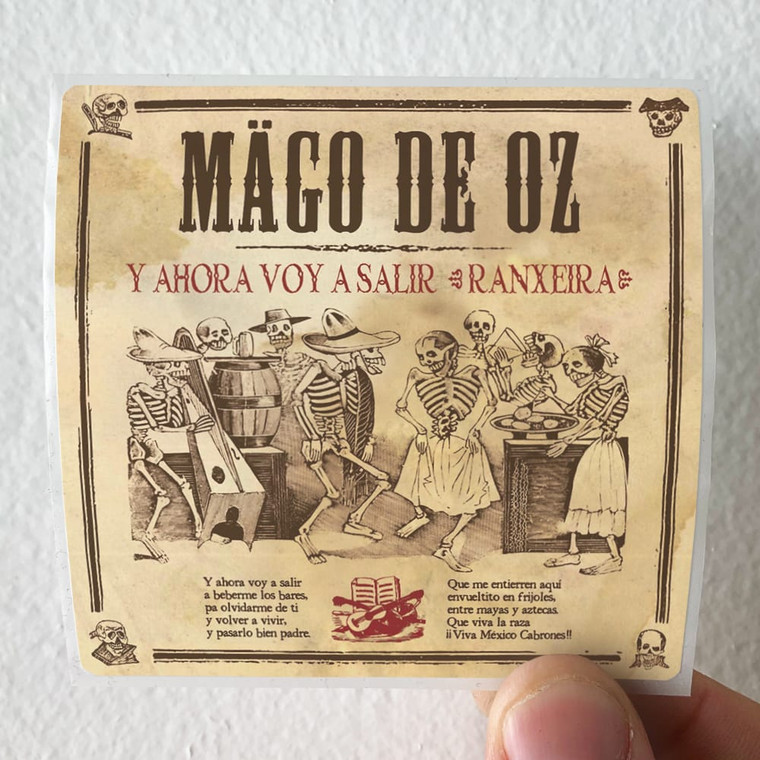 MÄGO DE OZ
Y AHORA VOY A SALIR RANXEIRA
Y ahora voy a salir
a beberme los bares,
pa olvidarme de ti
y volver a vivir,
y pasarlo bien padre.
Que me entierren aquí
envueltito en frijoles,
entre mayas y aztecas.
Que viva la raza
¡¡Viva México Cabrones!!